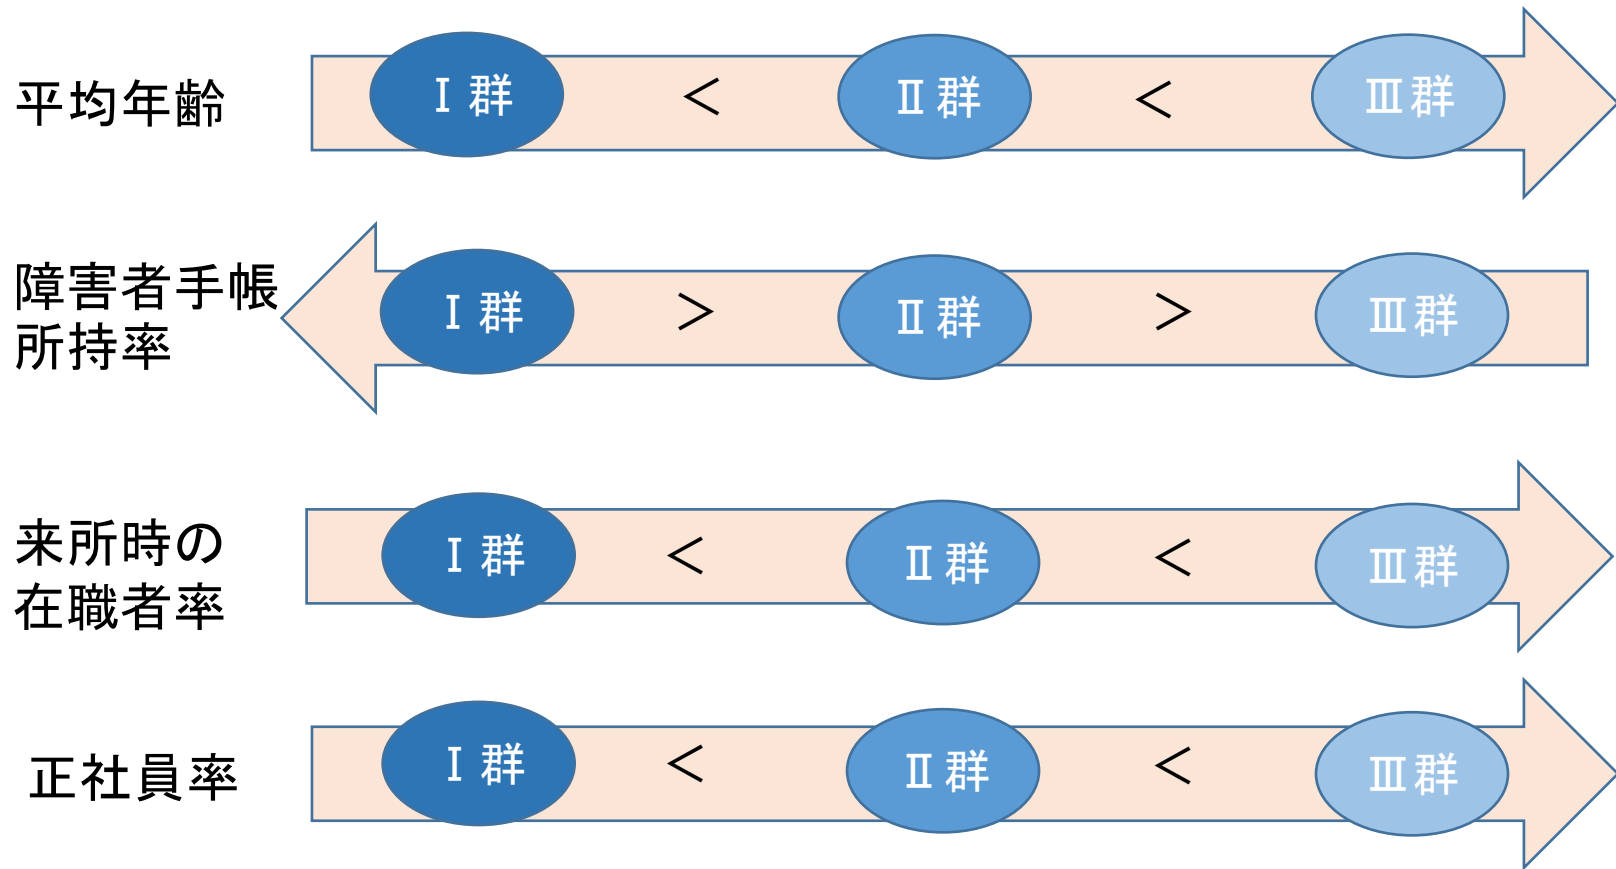 平均年齢 Ⅰ群 < Ⅱ群 < Ⅲ群
障害者手帳
所持率 Ⅰ群 > Ⅱ群 > Ⅲ群
来所時の
在職者率 Ⅰ群 < Ⅱ群 < Ⅲ群
正社員率 Ⅰ群 < Ⅱ群 < Ⅲ群